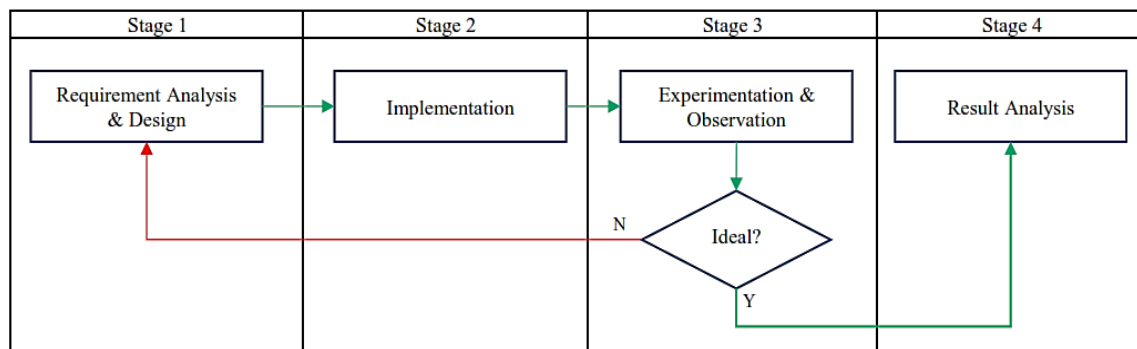 Stage 1
Stage 2
Stage 3
Stage 4
Requirement Analysis
& Design
Implementation
Experimentation &
Observation
Result Analysis
N
Ideal?
Y